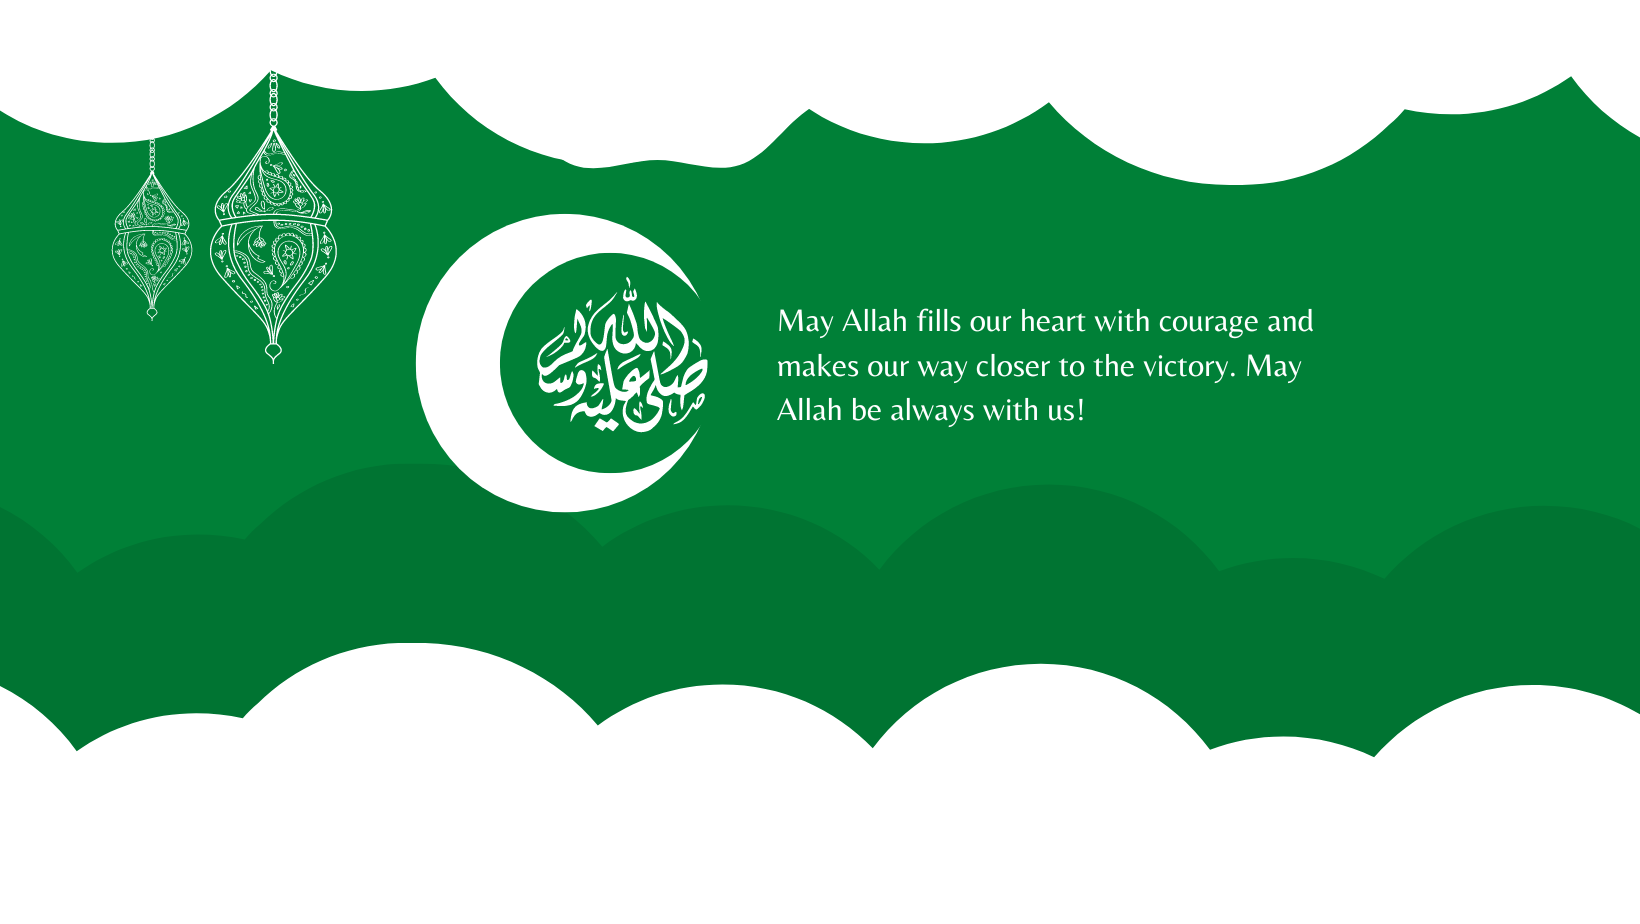 صلى الله عليه وسلم
May Allah fills our heart with courage and
makes our way closer to the victory. May
Allah be always with us!